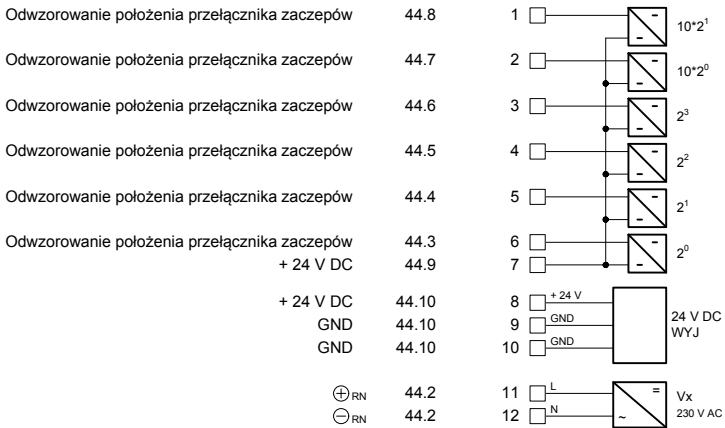 Odwzorowanie położenia przełącznika zaczepów 44.8 1 - - 10*2¹
Odwzorowanie położenia przełącznika zaczepów 44.7 2 - - 10*2⁰
Odwzorowanie położenia przełącznika zaczepów 44.6 3 - - 2³
Odwzorowanie położenia przełącznika zaczepów 44.5 4 - - 2²
Odwzorowanie położenia przełącznika zaczepów 44.4 5 - - 2¹
Odwzorowanie położenia przełącznika zaczepów 44.3 6 - - 2⁰
+ 24 V DC 44.9 7
+ 24 V DC 44.10 8 + 24 V
GND 44.10 9 GND 24 V DC
WYJ
GND 44.10 10 GND
⊕ RN 44.2 11 L = Vx
⊖ RN 44.2 12 N ~ 230 V AC